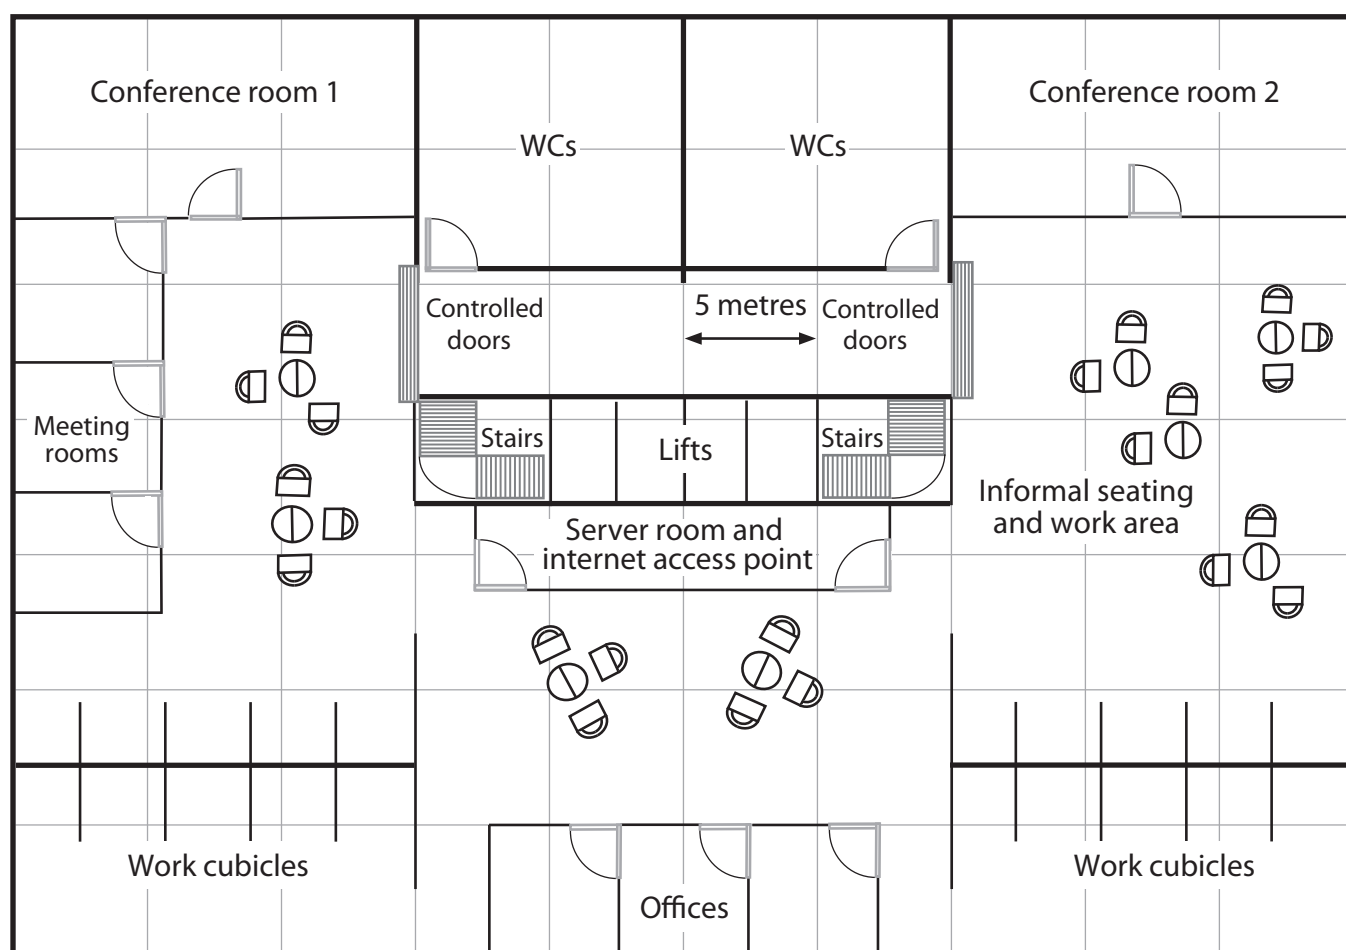 Conference room 1
Conference room 2
WCs
WCs
Controlled
doors
5 metres
Controlled
doors
Meeting
rooms
Stairs
Lifts
Stairs
Informal seating
and work area
Server room and
internet access point
Work cubicles
Work cubicles
Offices